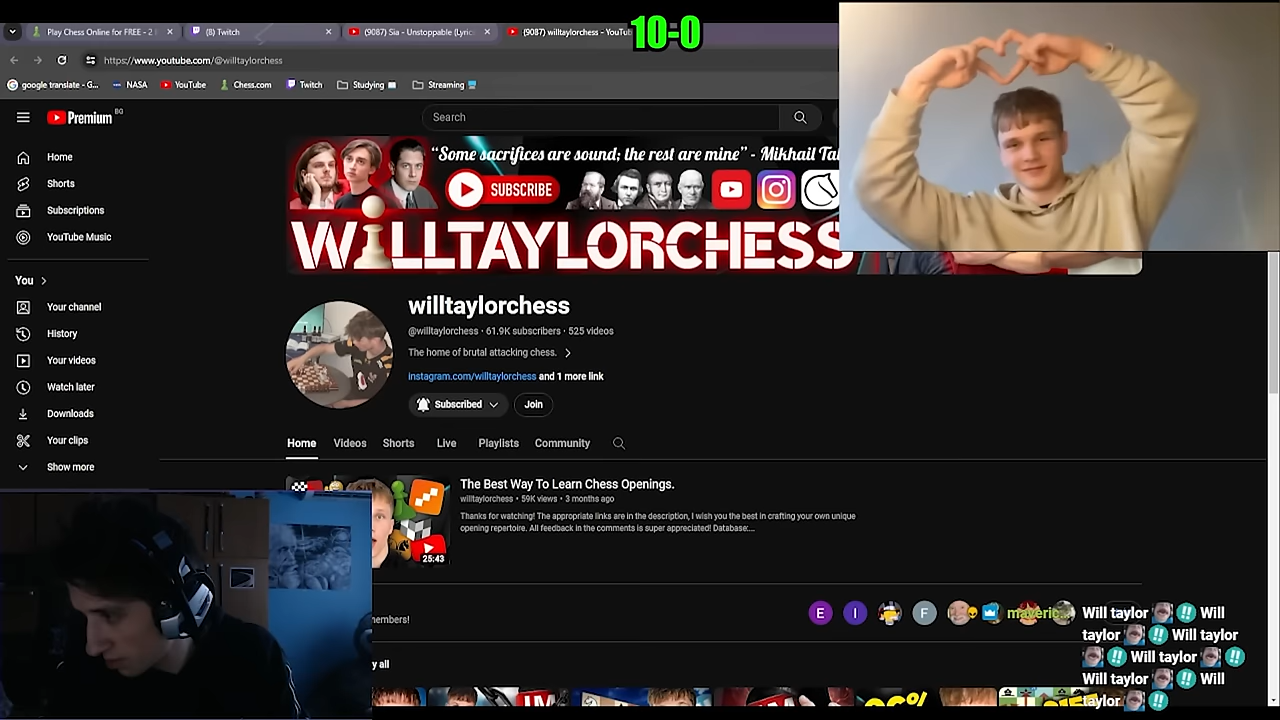 Play Chess Online for FREE - 2
(8) Twitch
(9087) Sia - Unstoppable (Lyric
(9087) willtaylorchess - YouTu
10-0
https://www.youtube.com/@willtaylorchess
google translate - G...
NASA
YouTube
Chess.com
Twitch
Studying
Streaming
Premium BG
Search
Home
Shorts
Subscriptions
YouTube Music
You
Your channel
History
Your videos
Watch later
Downloads
Your clips
Show more
“Some sacrifices are sound; the rest are mine” - Mikhail Tal
SUBSCRIBE
WILLTAYLORCHESS
willtaylorchess
@willtaylorchess · 61.9K subscribers · 525 videos
The home of brutal attacking chess.
instagram.com/willtaylorchess and 1 more link
Subscribed
Join
Home
Videos
Shorts
Live
Playlists
Community
The Best Way To Learn Chess Openings.
willtaylorchess · 59K views · 3 months ago
Thanks for watching! The appropriate links are in the description, I wish you the best in crafting your own unique
opening repertoire. All feedback in the comments is super appreciated! Database:...
25:43
members!
E
I
F
maveric...
Will taylor !! Will
taylor !! Will taylor
!! Will taylor !!
Will taylor !! Will
taylor !!
y all